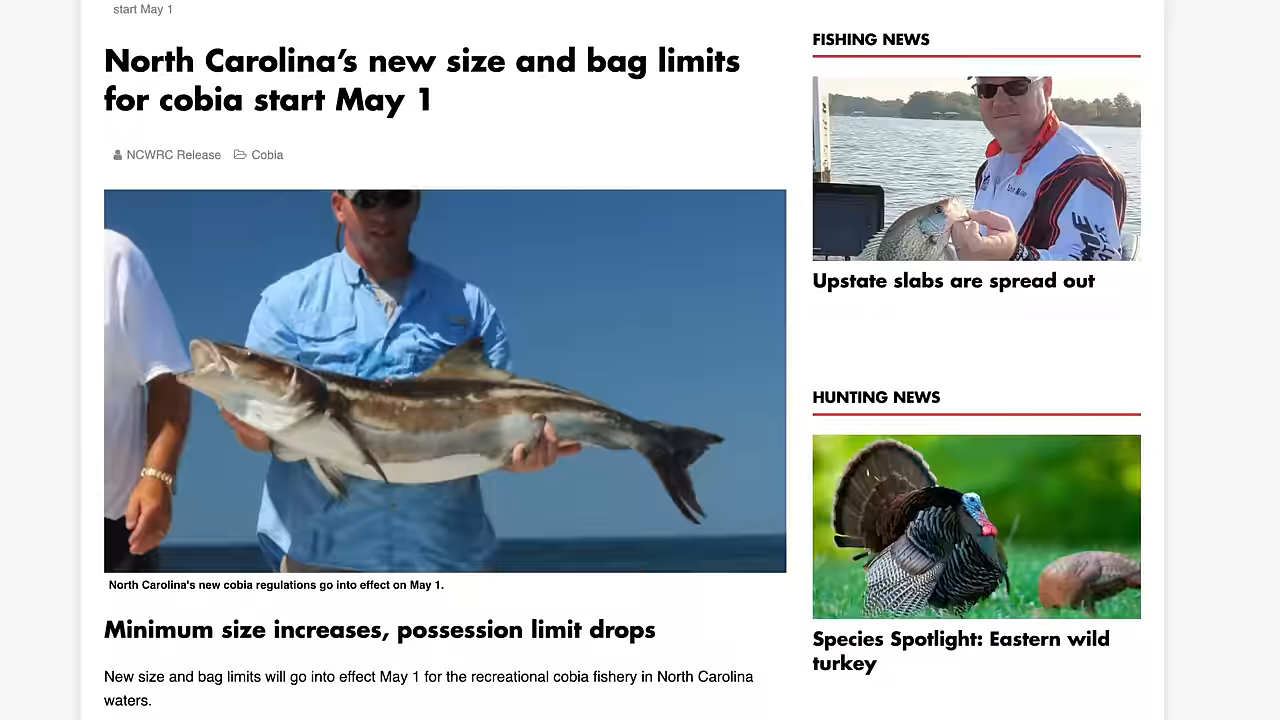 start May 1
North Carolina's new size and bag limits
for cobia start May 1
NCWRC Release Cobia
North Carolina's new cobia regulations go into effect on May 1.
Minimum size increases, possession limit drops
New size and bag limits will go into effect May 1 for the recreational cobia fishery in North Carolina
waters.
FISHING NEWS
Upstate slabs are spread out
HUNTING NEWS
Species Spotlight: Eastern wild
turkey